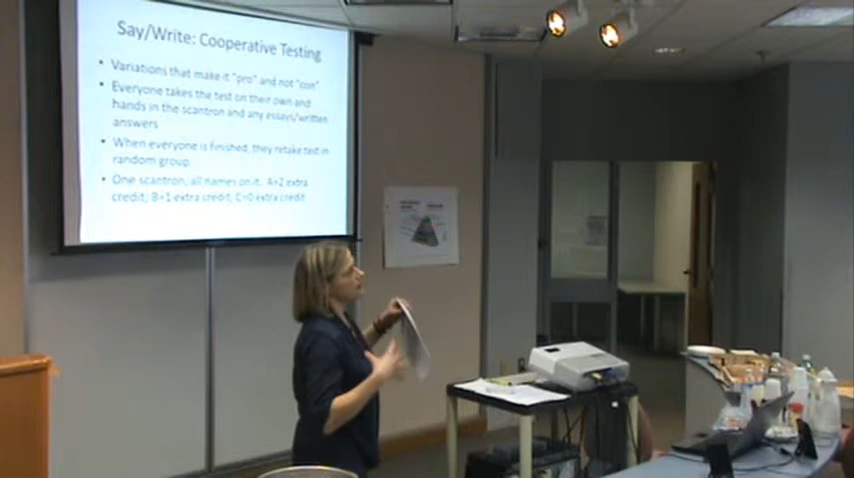 Say/Write: Cooperative Testing
• Variations that make it "pro" and not "con"
• Everyone takes the test on their own and
hands in the scantron and any essays/written
answers
• When everyone is finished, they retake test in
random group.
• One scantron, all names on it. A+2 extra
credit; B+1 extra credit; C+0 extra credit